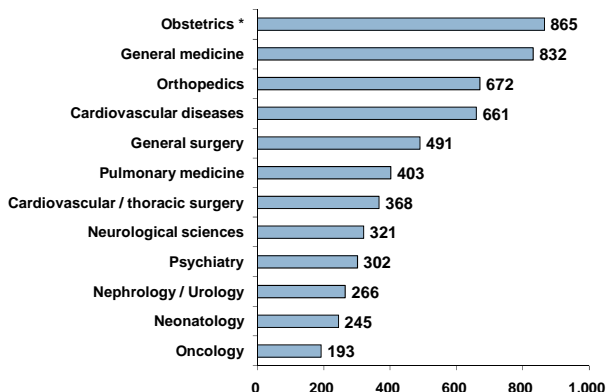 Obstetrics * 865
General medicine 832
Orthopedics 672
Cardiovascular diseases 661
General surgery 491
Pulmonary medicine 403
Cardiovascular / thoracic surgery 368
Neurological sciences 321
Psychiatry 302
Nephrology / Urology 266
Neonatology 245
Oncology 193
0 200 400 600 800 1,000